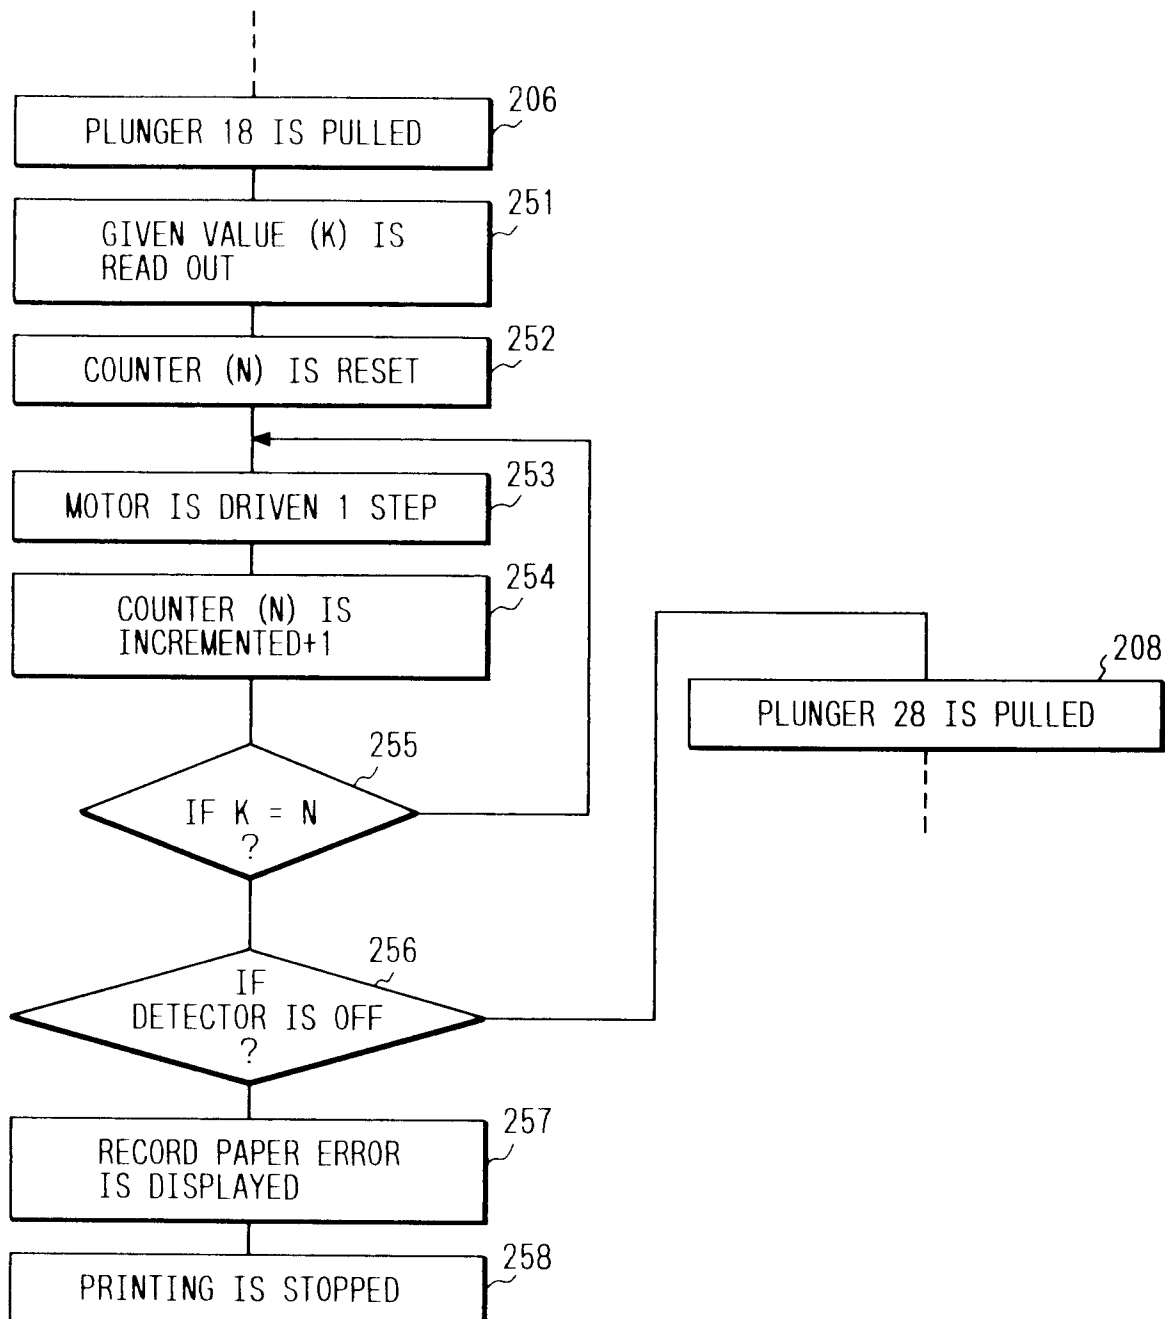 206
PLUNGER 18 IS PULLED
251
GIVEN VALUE (K) IS
READ OUT
252
COUNTER (N) IS RESET
253
MOTOR IS DRIVEN 1 STEP
254
COUNTER (N) IS
INCREMENTED+1
208
PLUNGER 28 IS PULLED
255
IF K = N
?
256
IF
DETECTOR IS OFF
?
257
RECORD PAPER ERROR
IS DISPLAYED
258
PRINTING IS STOPPED